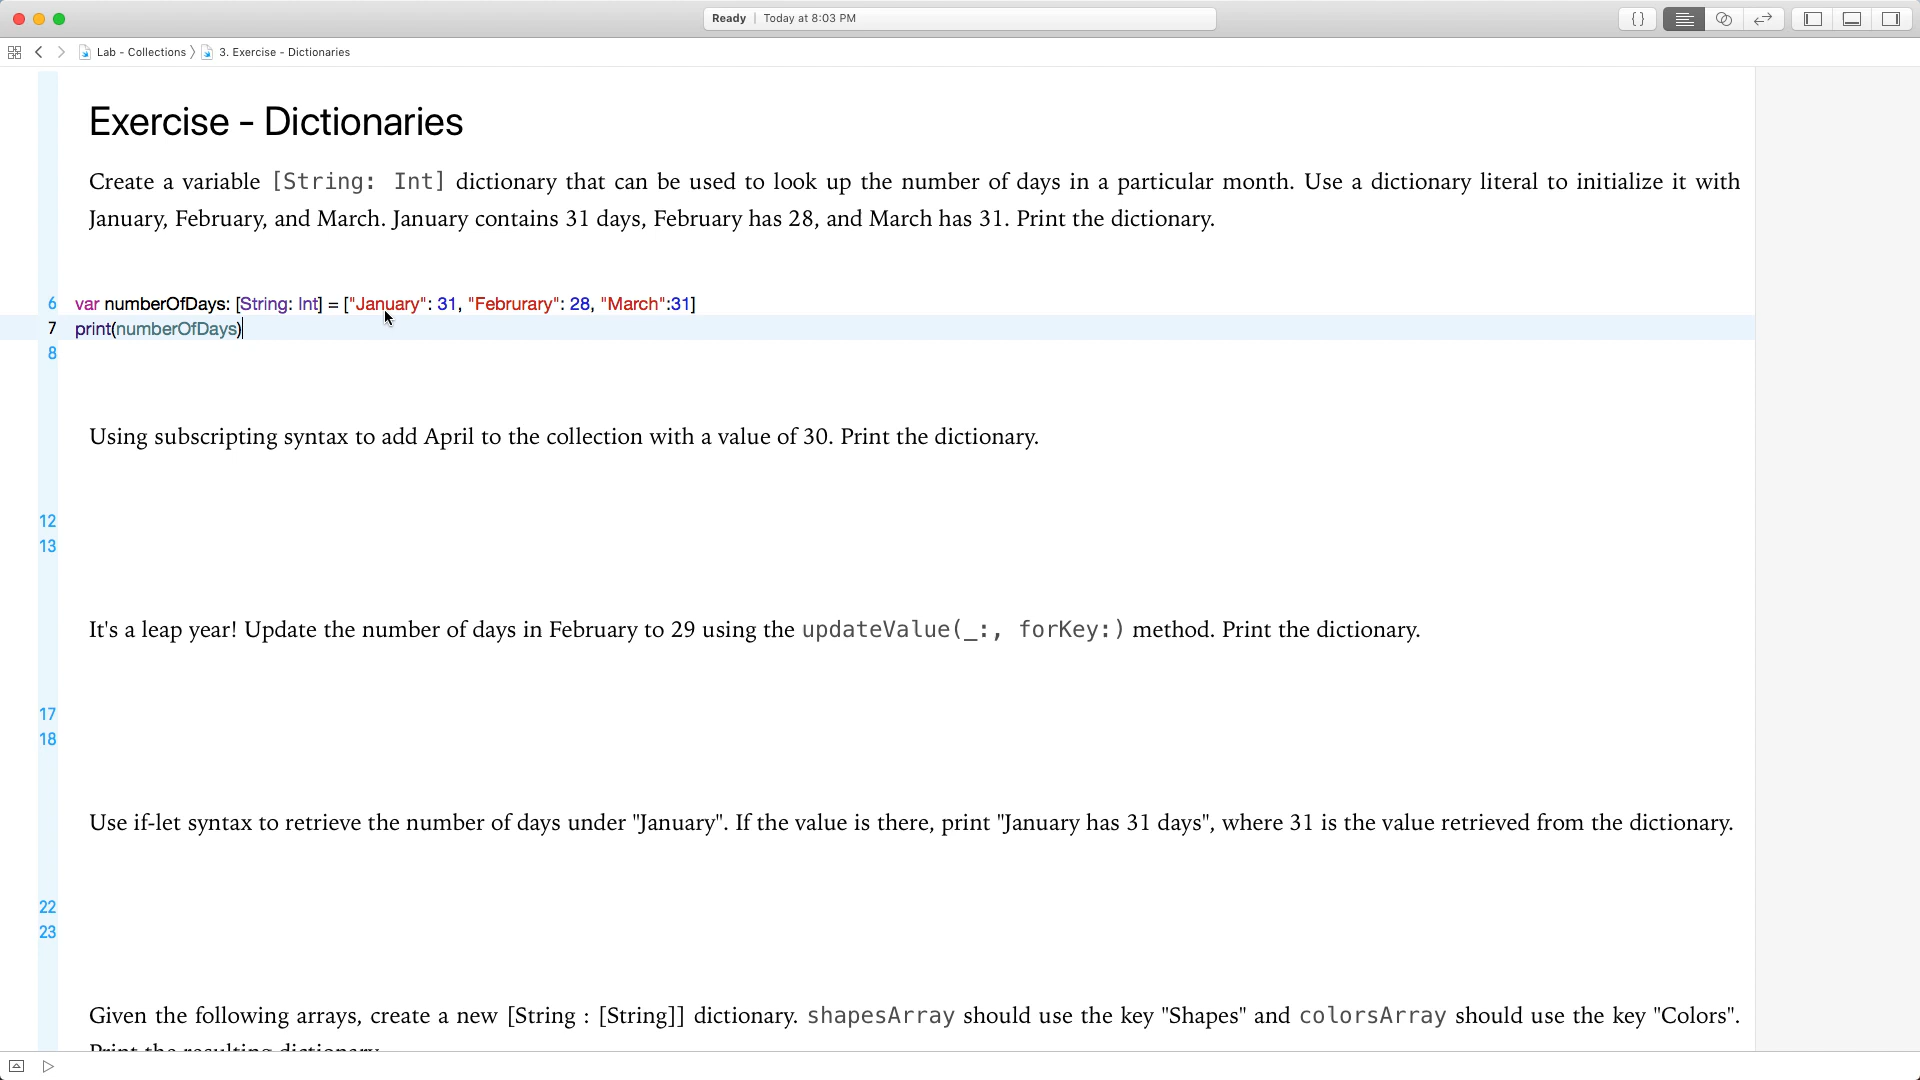 Ready | Today at 8:03 PM
{ }
Lab - Collections 〉 3. Exercise - Dictionaries
Exercise - Dictionaries
Create a variable [String: Int] dictionary that can be used to look up the number of days in a particular month. Use a dictionary literal to initialize it with
January, February, and March. January contains 31 days, February has 28, and March has 31. Print the dictionary.
6 var numberOfDays: [String: Int] = ["January": 31, "Februrary": 28, "March":31]
7 print(numberOfDays)
8
Using subscripting syntax to add April to the collection with a value of 30. Print the dictionary.
12
13
It's a leap year! Update the number of days in February to 29 using the updateValue(_:, forKey:) method. Print the dictionary.
17
18
Use if-let syntax to retrieve the number of days under "January". If the value is there, print "January has 31 days", where 31 is the value retrieved from the dictionary.
22
23
Given the following arrays, create a new [String : [String]] dictionary. shapesArray should use the key "Shapes" and colorsArray should use the key "Colors".
Print the resulting dictionary.